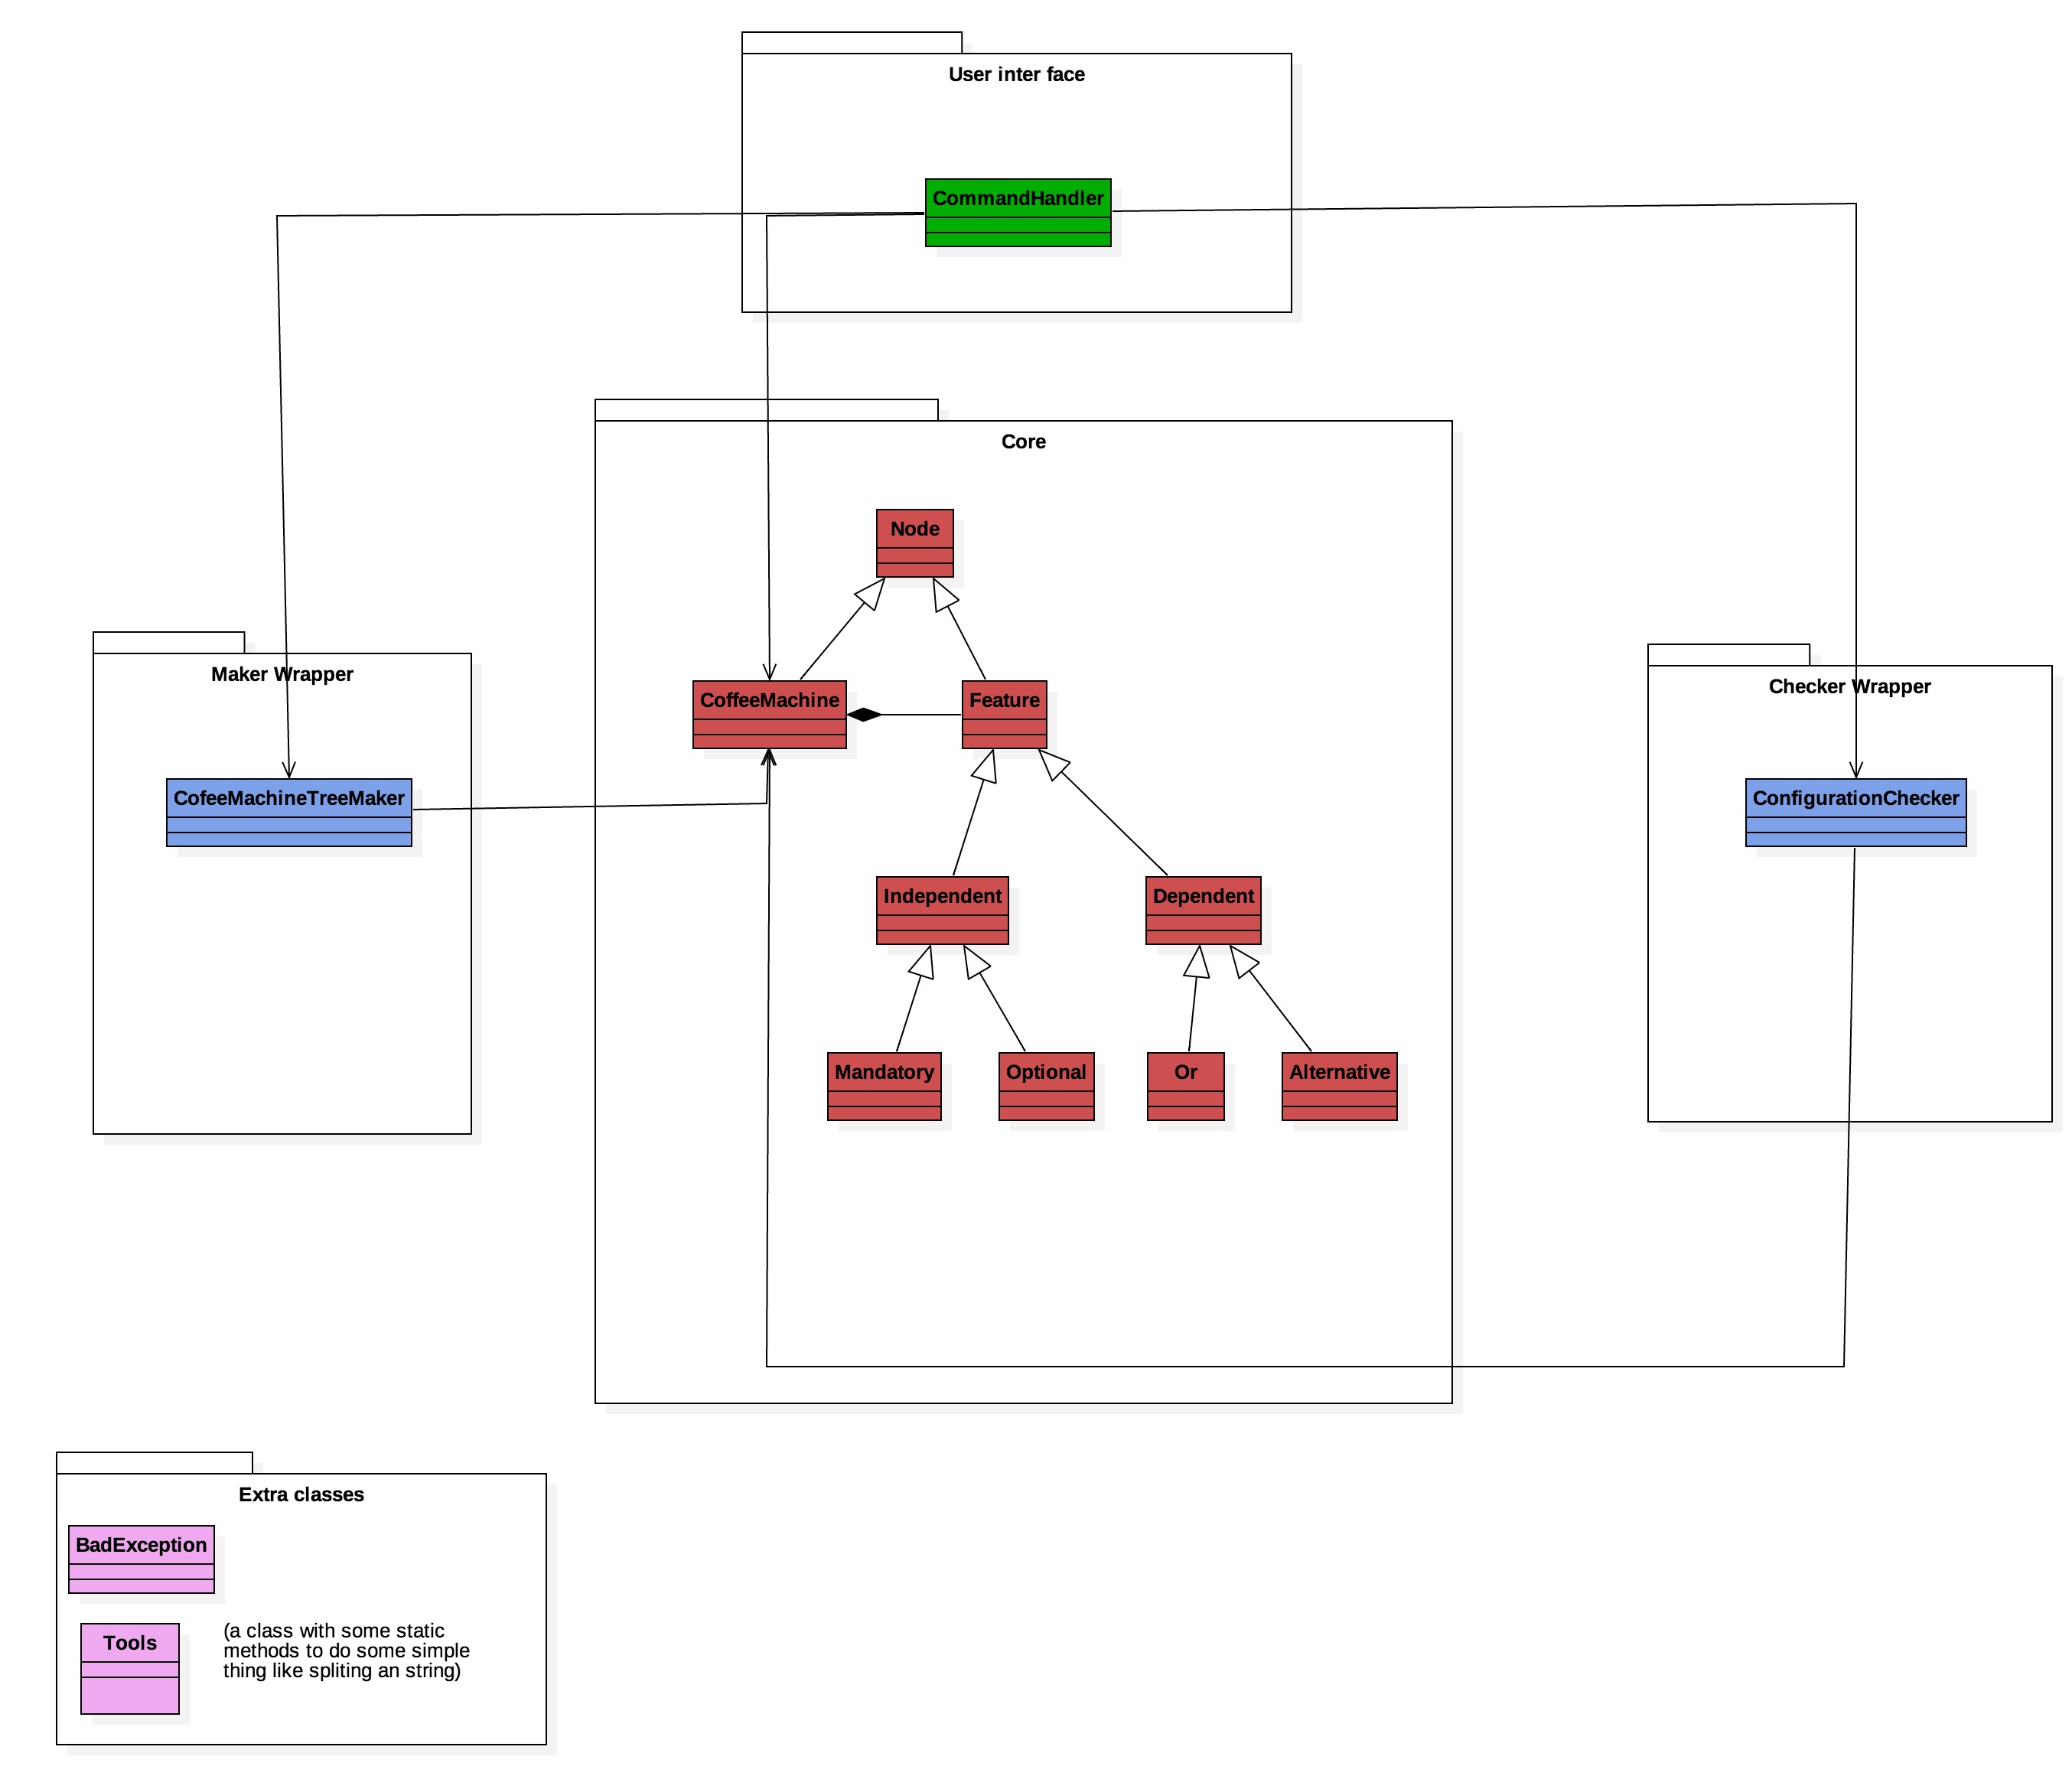 User inter face
CommandHandler
Core
Node
Maker Wrapper
Checker Wrapper
CoffeeMachine
Feature
CofeeMachineTreeMaker
ConfigurationChecker
Independent
Dependent
Mandatory
Optional
Or
Alternative
Extra classes
BadException
Tools
(a class with some static
methods to do some simple
thing like spliting an string)